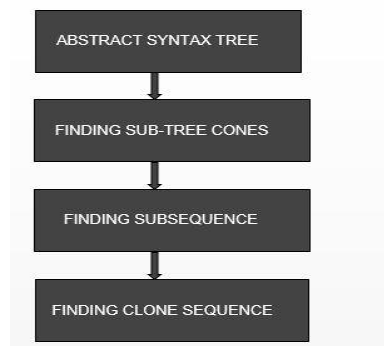 ABSTRACT SYNTAX TREE
FINDING SUB-TREE CONES
FINDING SUBSEQUENCE
FINDING CLONE SEQUENCE